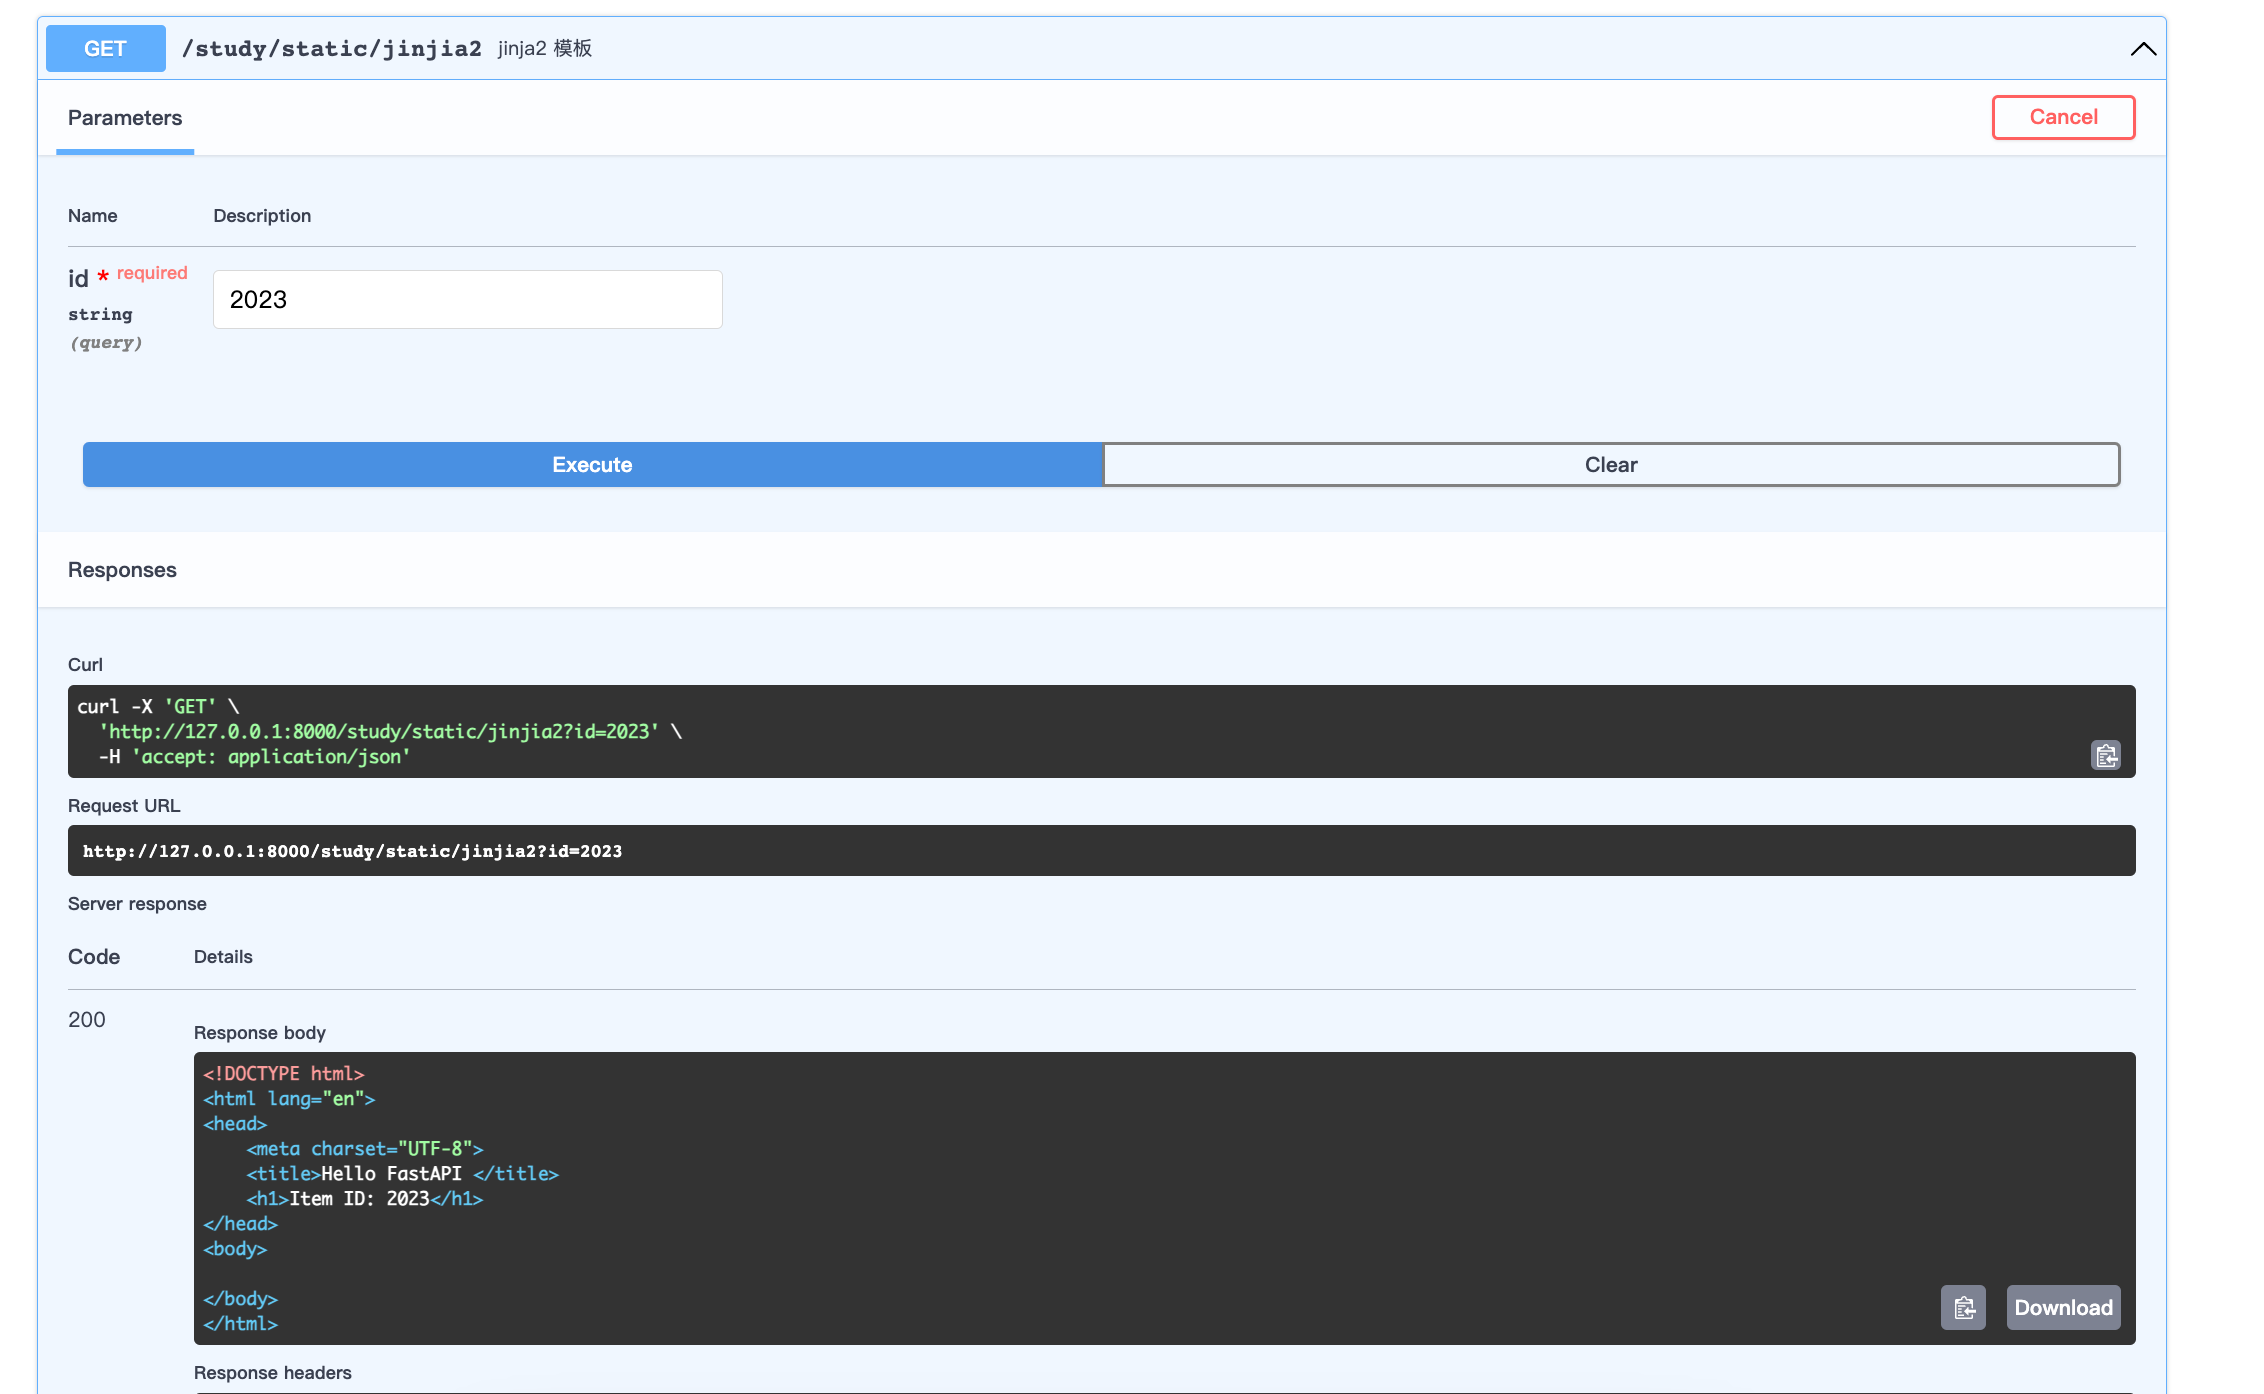 GET /study/static/jinjia2 jinja2 模板
Parameters
Cancel
Name Description
id * required
string
(query)
2023
Execute
Clear
Responses
Curl
curl -X 'GET' \
  'http://127.0.0.1:8000/study/static/jinjia2?id=2023' \
  -H 'accept: application/json'
Request URL
http://127.0.0.1:8000/study/static/jinjia2?id=2023
Server response
Code Details
200
Response body
<!DOCTYPE html>
<html lang="en">
<head>
    <meta charset="UTF-8">
    <title>Hello FastAPI </title>
    <h1>Item ID: 2023</h1>
</head>
<body>

</body>
</html>
Download
Response headers